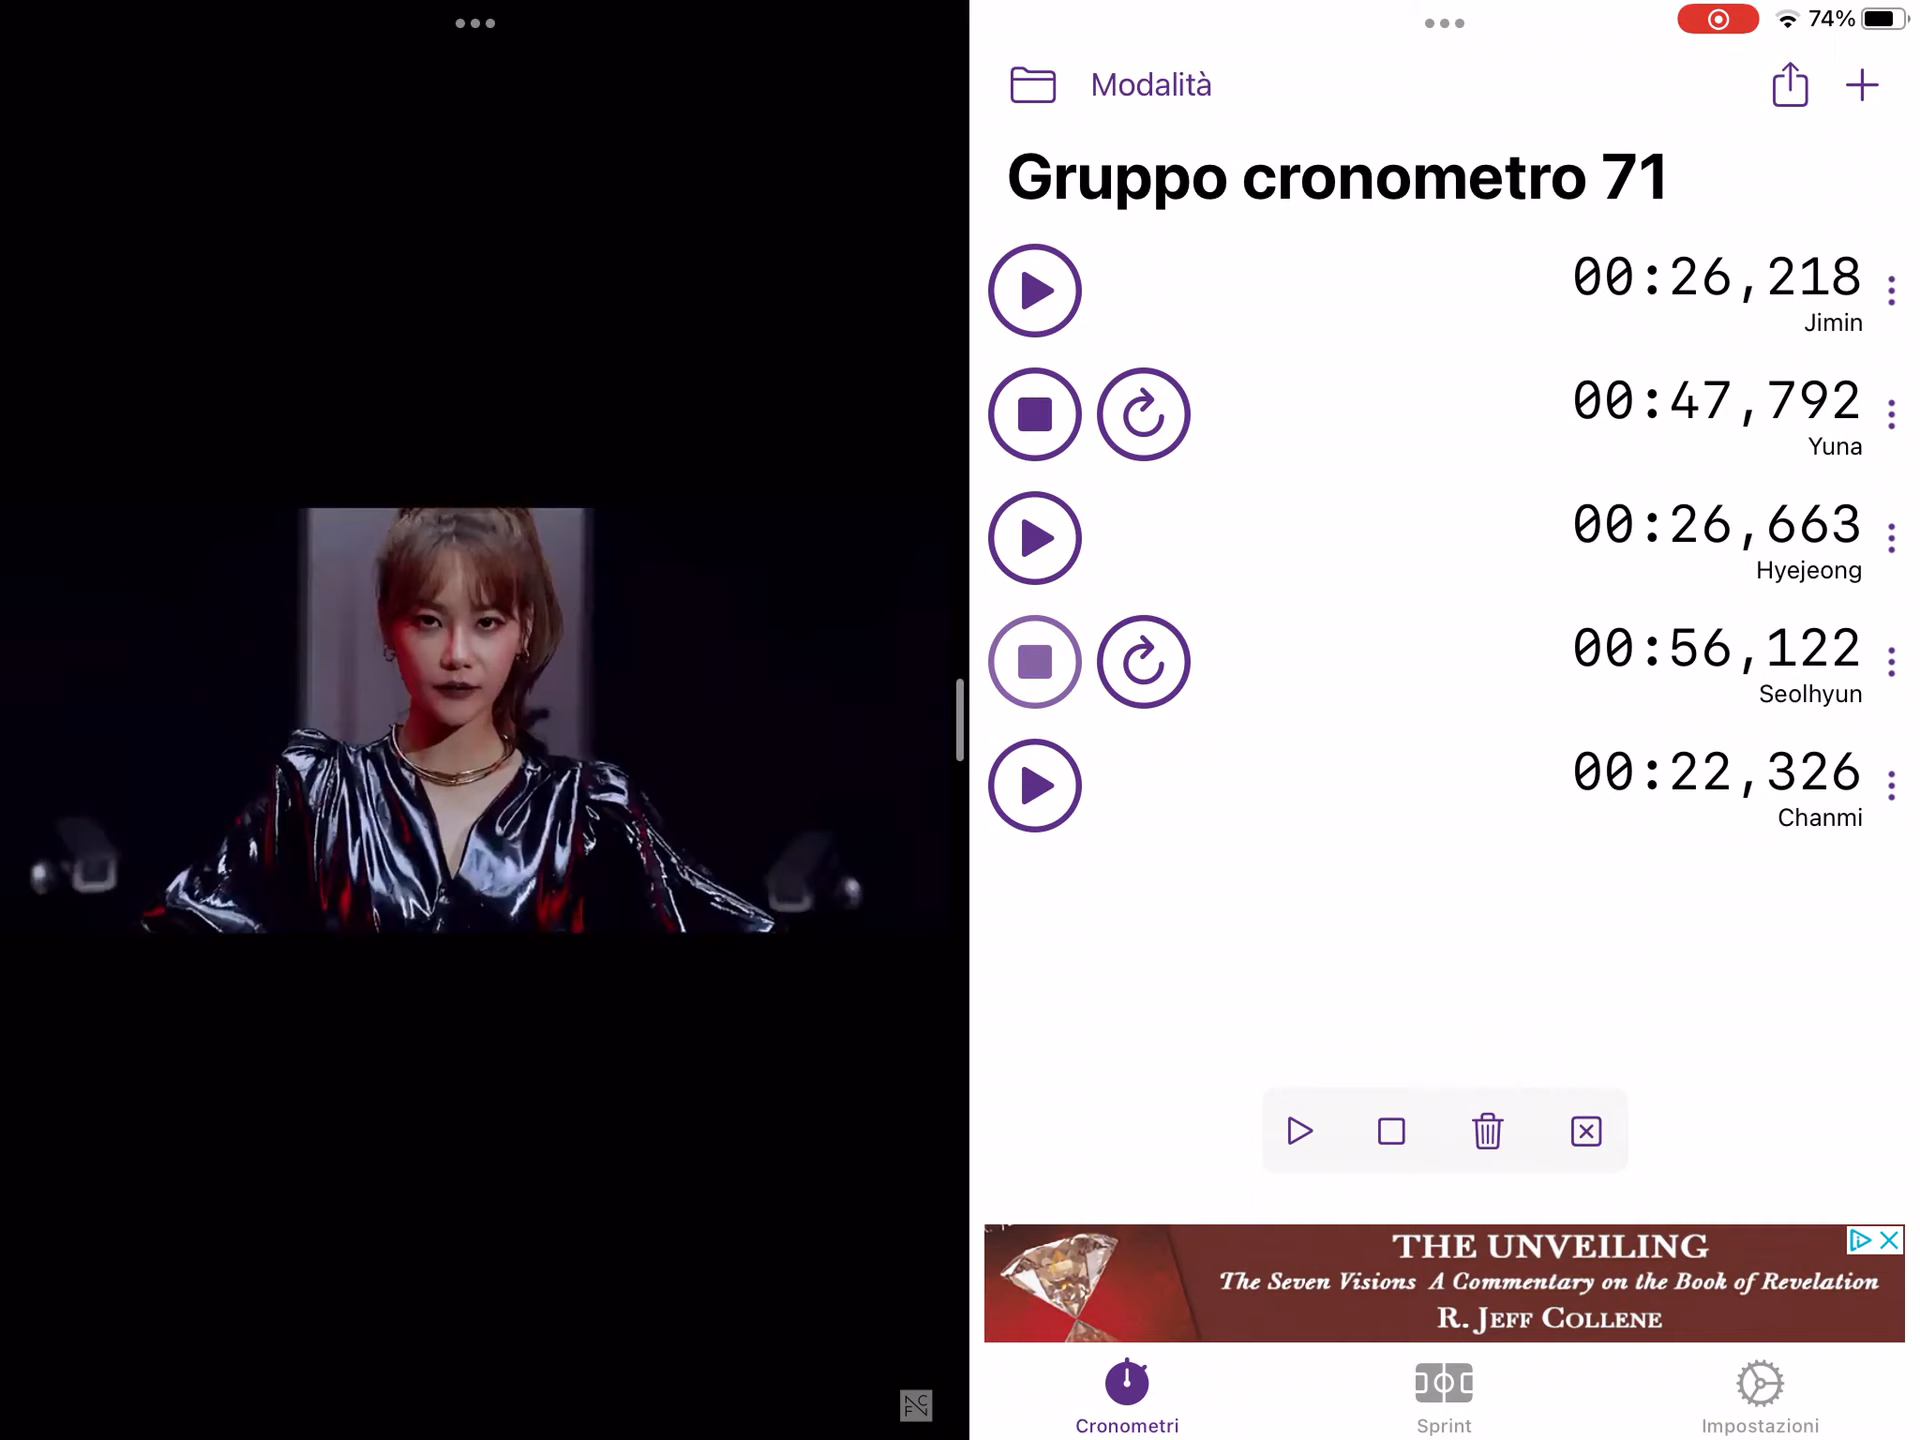 74%
Modalità
Gruppo cronometro 71
00:26,218
Jimin
00:47,792
Yuna
00:26,663
Hyejeong
00:56,122
Seolhyun
00:22,326
Chanmi
THE UNVEILING
The Seven Visions A Commentary on the Book of Revelation
R. JEFF COLLENE
NC
FN
Cronometri
Sprint
Impostazioni